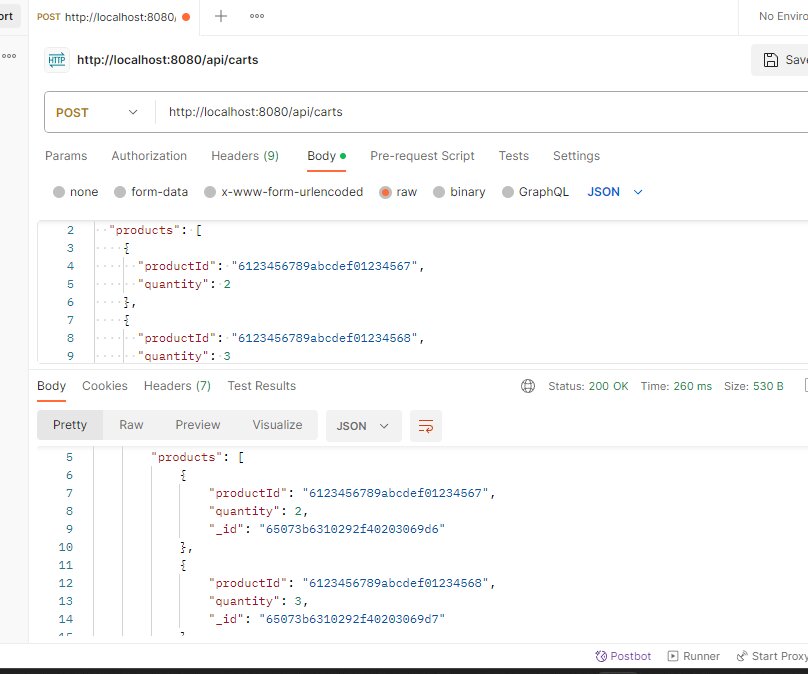 ort POST http://localhost:8080/ No Enviro
HTTP http://localhost:8080/api/carts Save
POST http://localhost:8080/api/carts
Params Authorization Headers (9) Body Pre-request Script Tests Settings
none form-data x-www-form-urlencoded raw binary GraphQL JSON
2 "products": [
3 {
4 "productId": "6123456789abcdef01234567",
5 "quantity": 2
6 },
7 {
8 "productId": "6123456789abcdef01234568",
9 "quantity": 3
Body Cookies Headers (7) Test Results Status: 200 OK Time: 260 ms Size: 530 B
Pretty Raw Preview Visualize JSON
5 "products": [
6 {
7 "productId": "6123456789abcdef01234567",
8 "quantity": 2,
9 "_id": "65073b6310292f40203069d6"
10 },
11 {
12 "productId": "6123456789abcdef01234568",
13 "quantity": 3,
14 "_id": "65073b6310292f40203069d7"
15 }
Postbot Runner Start Proxy